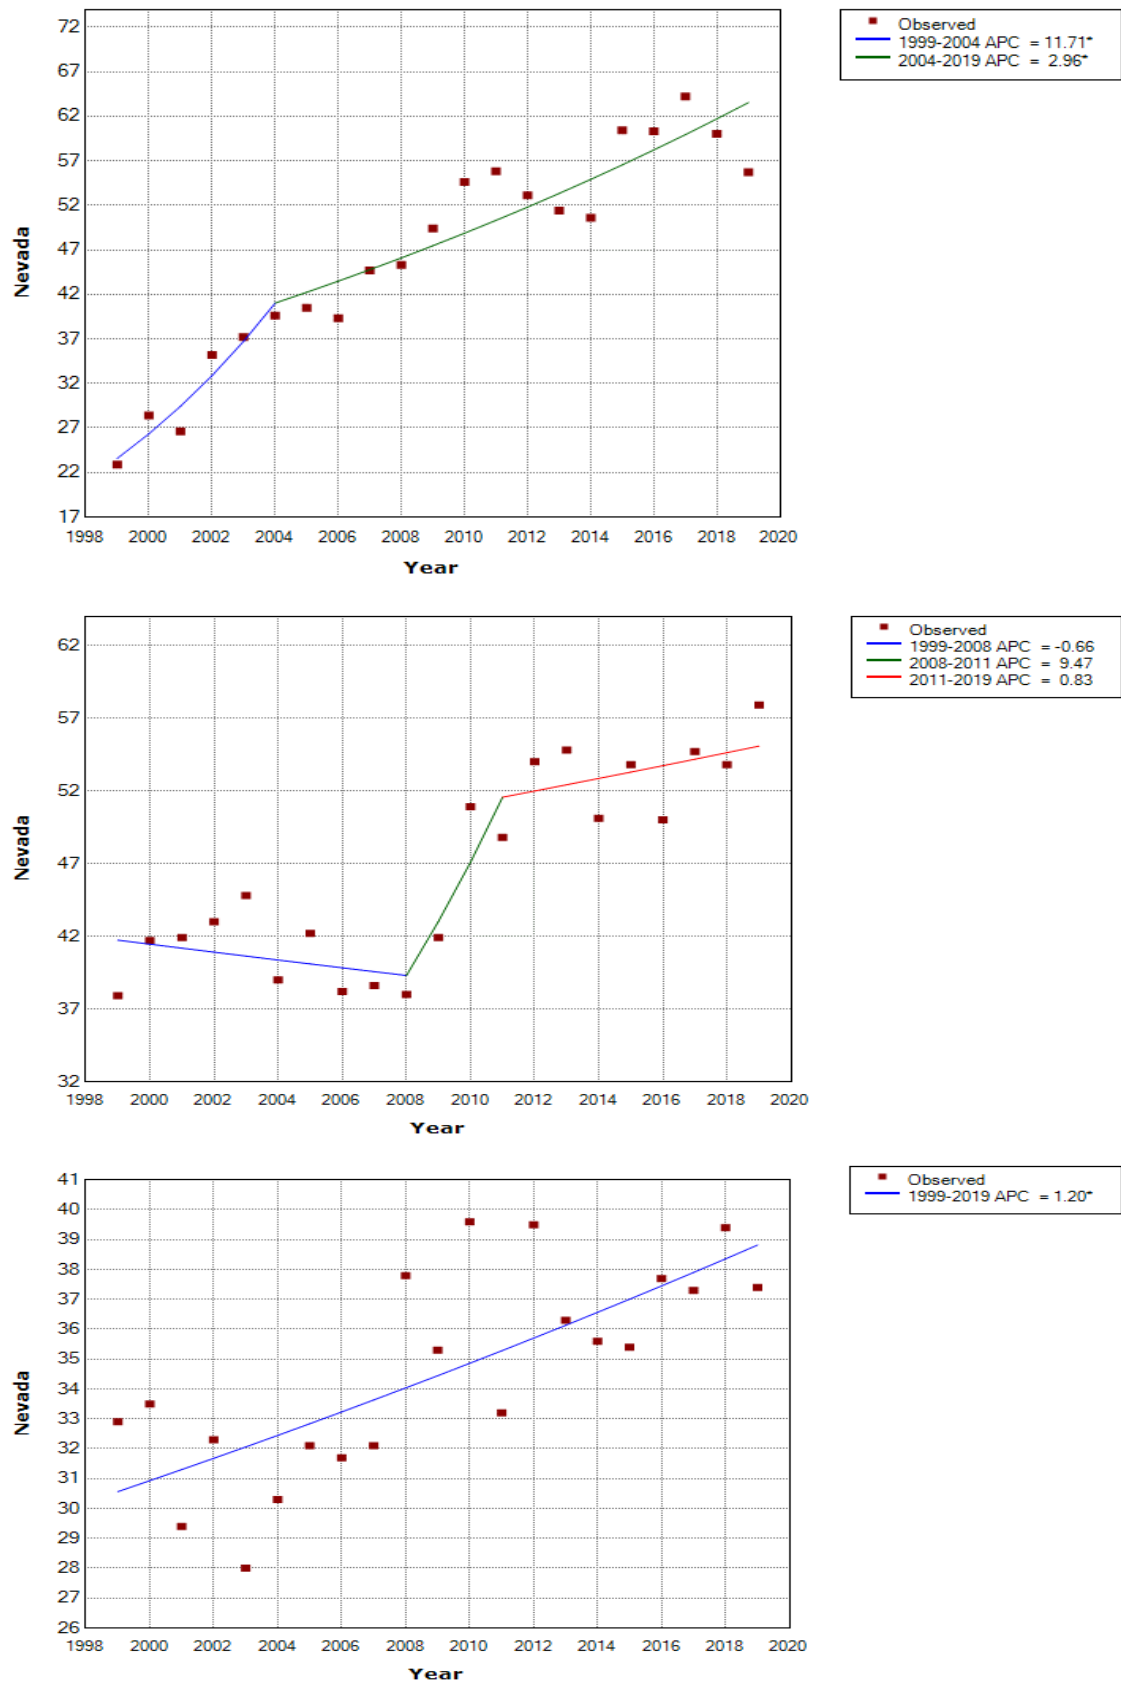 72
67
62
57
52
47
42
37
32
27
22
17
Nevada
1998 2000 2002 2004 2006 2008 2010 2012 2014 2016 2018 2020
Year
Observed
1999-2004 APC = 11.71*
2004-2019 APC = 2.96*
62
57
52
47
42
37
32
Nevada
1998 2000 2002 2004 2006 2008 2010 2012 2014 2016 2018 2020
Year
Observed
1999-2008 APC = -0.66
2008-2011 APC = 9.47
2011-2019 APC = 0.83
41
40
39
38
37
36
35
34
33
32
31
30
29
28
27
26
Nevada
1998 2000 2002 2004 2006 2008 2010 2012 2014 2016 2018 2020
Year
Observed
1999-2019 APC = 1.20*